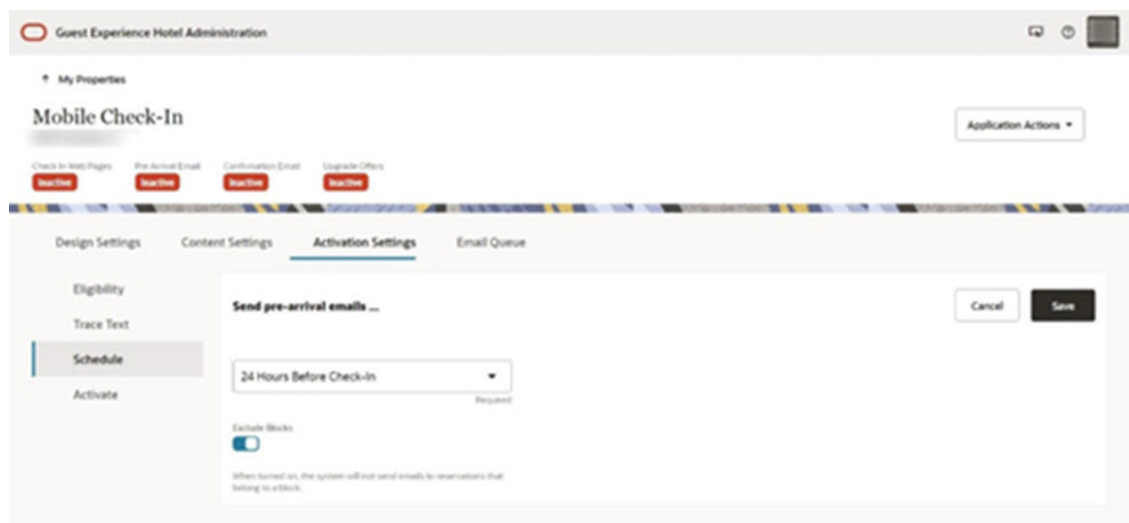 Guest Experience Hotel Administration
My Properties
Mobile Check-In
Application Actions
Check In Web Pages Pre Arrival Email Confirmation Email Upgrade Offers
Inactive Inactive Inactive Inactive
Design Settings Content Settings Activation Settings Email Queue
Eligibility
Send pre-arrival emails ...
Cancel Save
Trace Text
Schedule
24 Hours Before Check-In
Activate
Required
Exclude Blocks
When turned on, the system will not send emails to reservations that
belong to a block.